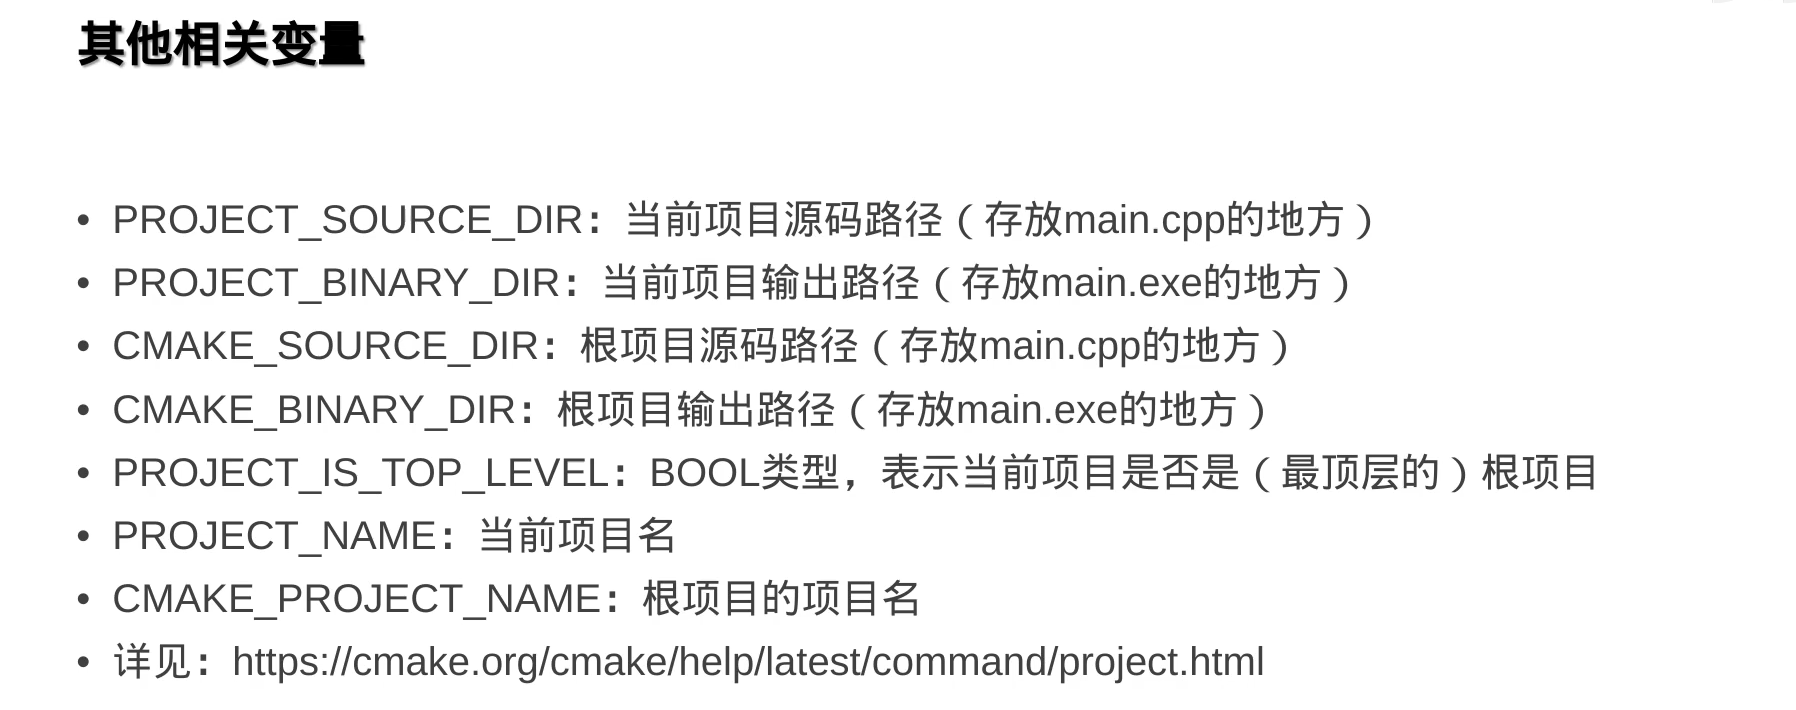 其他相关变量
• PROJECT_SOURCE_DIR：当前项目源码路径（存放main.cpp的地方）
• PROJECT_BINARY_DIR：当前项目输出路径（存放main.exe的地方）
• CMAKE_SOURCE_DIR：根项目源码路径（存放main.cpp的地方）
• CMAKE_BINARY_DIR：根项目输出路径（存放main.exe的地方）
• PROJECT_IS_TOP_LEVEL：BOOL类型，表示当前项目是否是（最顶层的）根项目
• PROJECT_NAME：当前项目名
• CMAKE_PROJECT_NAME：根项目的项目名
• 详见：https://cmake.org/cmake/help/latest/command/project.html